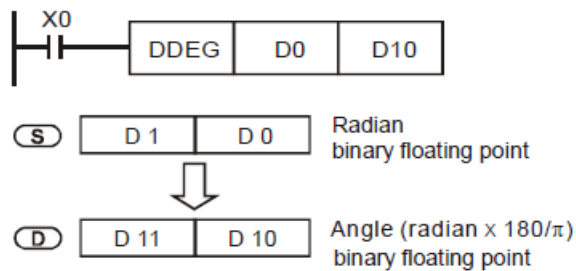 X0
DDEG D0 D10
S D 1 D 0 Radian
binary floating point
D D 11 D 10 Angle (radian x 180/π)
binary floating point